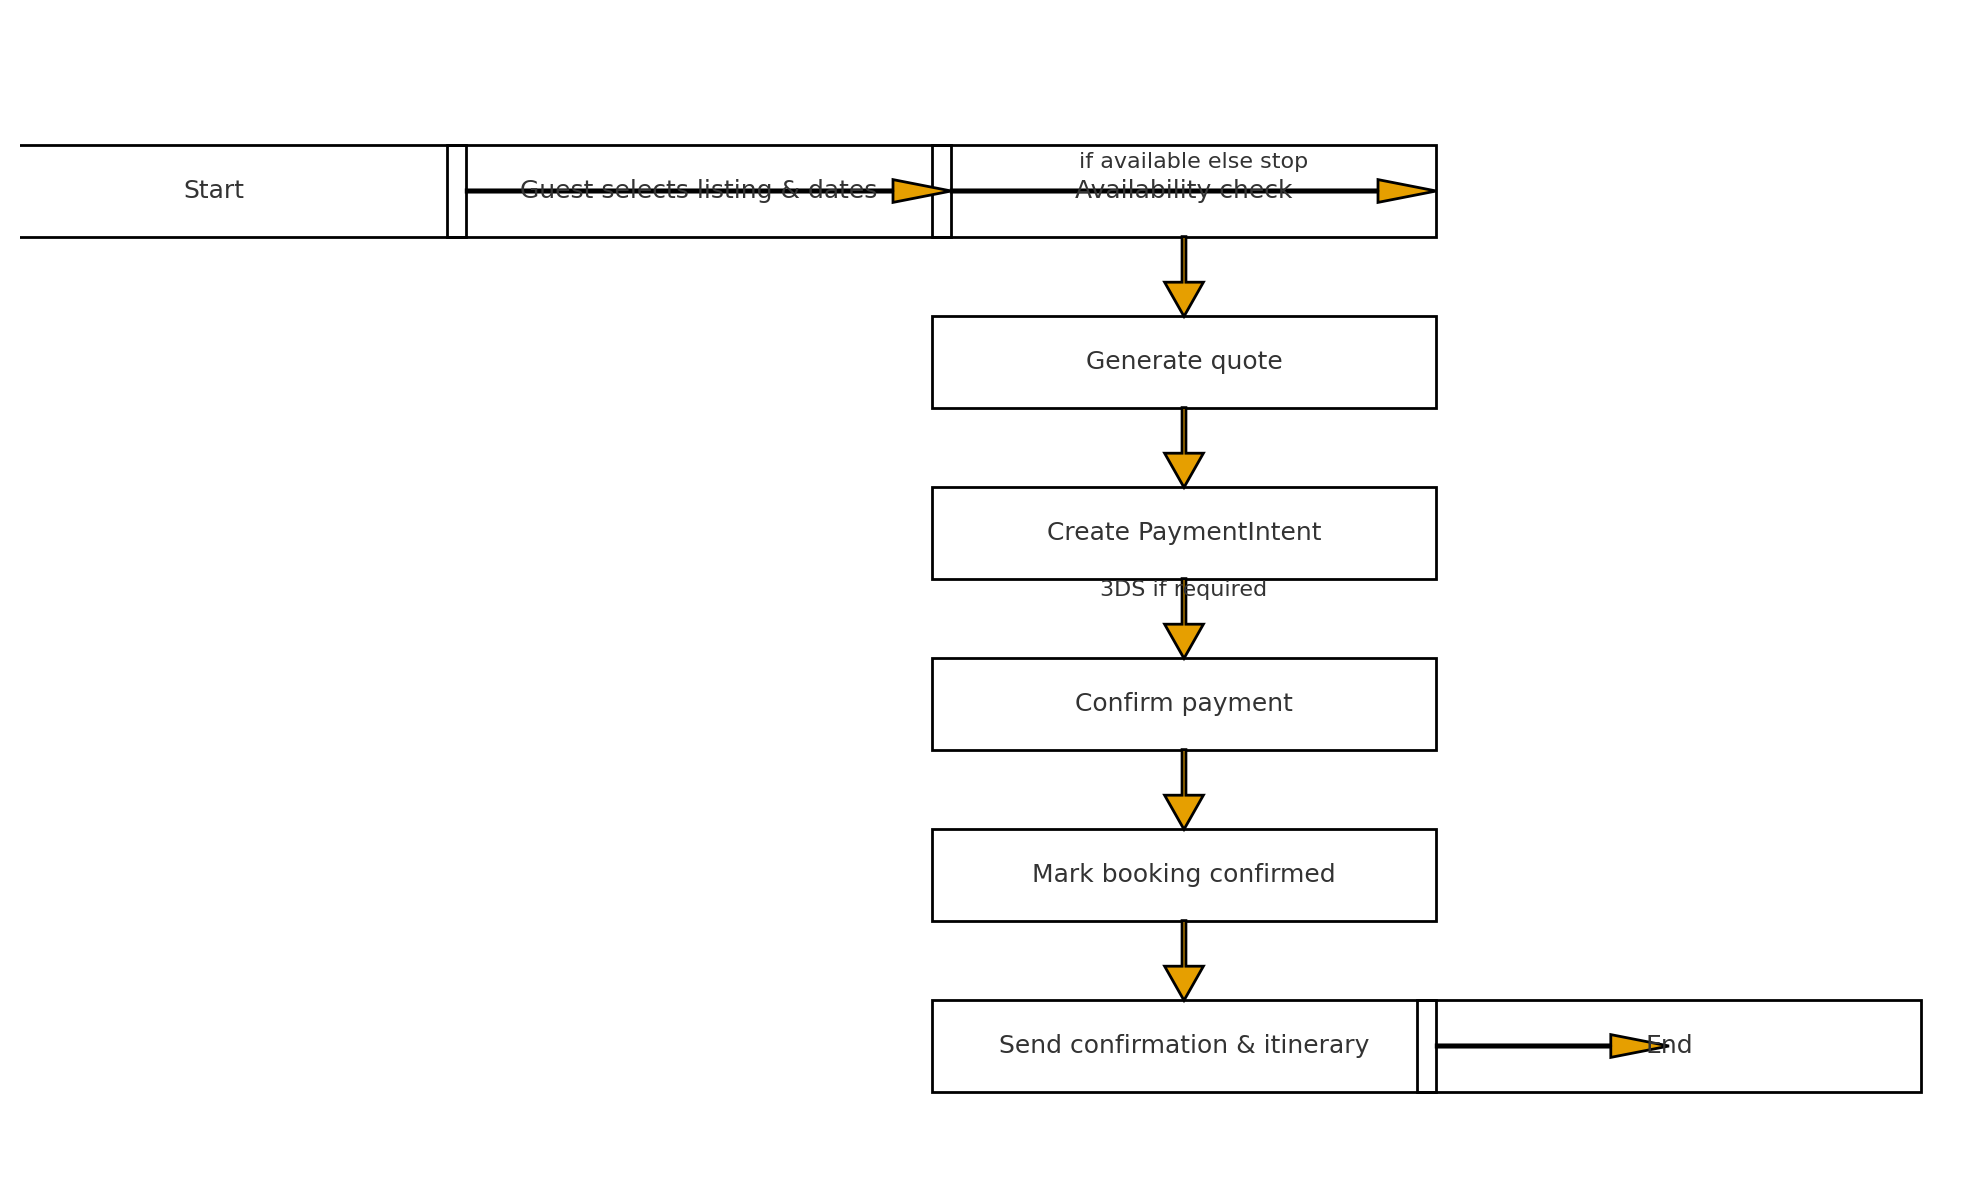 Start
Guest selects listing & dates
if available else stop
Availability check
Generate quote
Create PaymentIntent
3DS if required
Confirm payment
Mark booking confirmed
Send confirmation & itinerary
End